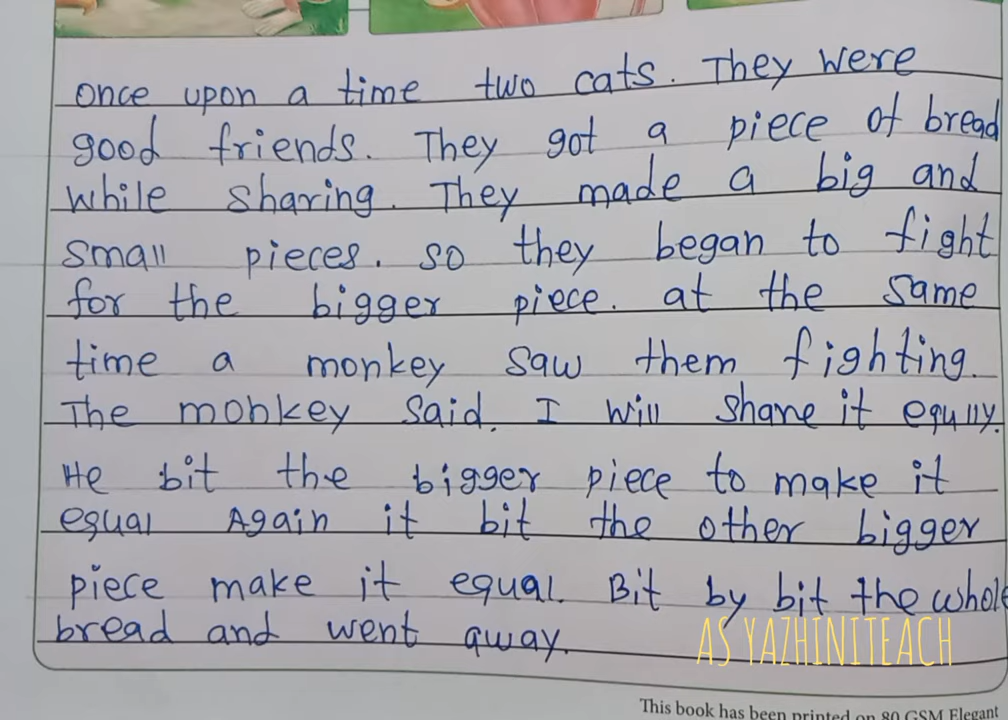 once upon a time two cats. They were
good friends. They got a piece of bread
while sharing. They made a big and
small pieces. so they began to fight
for the bigger piece. at the same
time a monkey saw them fighting.
The monkey said. I will share it eqully.
He bit the bigger piece to make it
equal Again it bit the other bigger
piece make it equal. Bit by bit the whole
bread and went away.
AS YAZHINITEACH
This book has been printed on 80 GSM Elegant